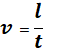 v = l/t